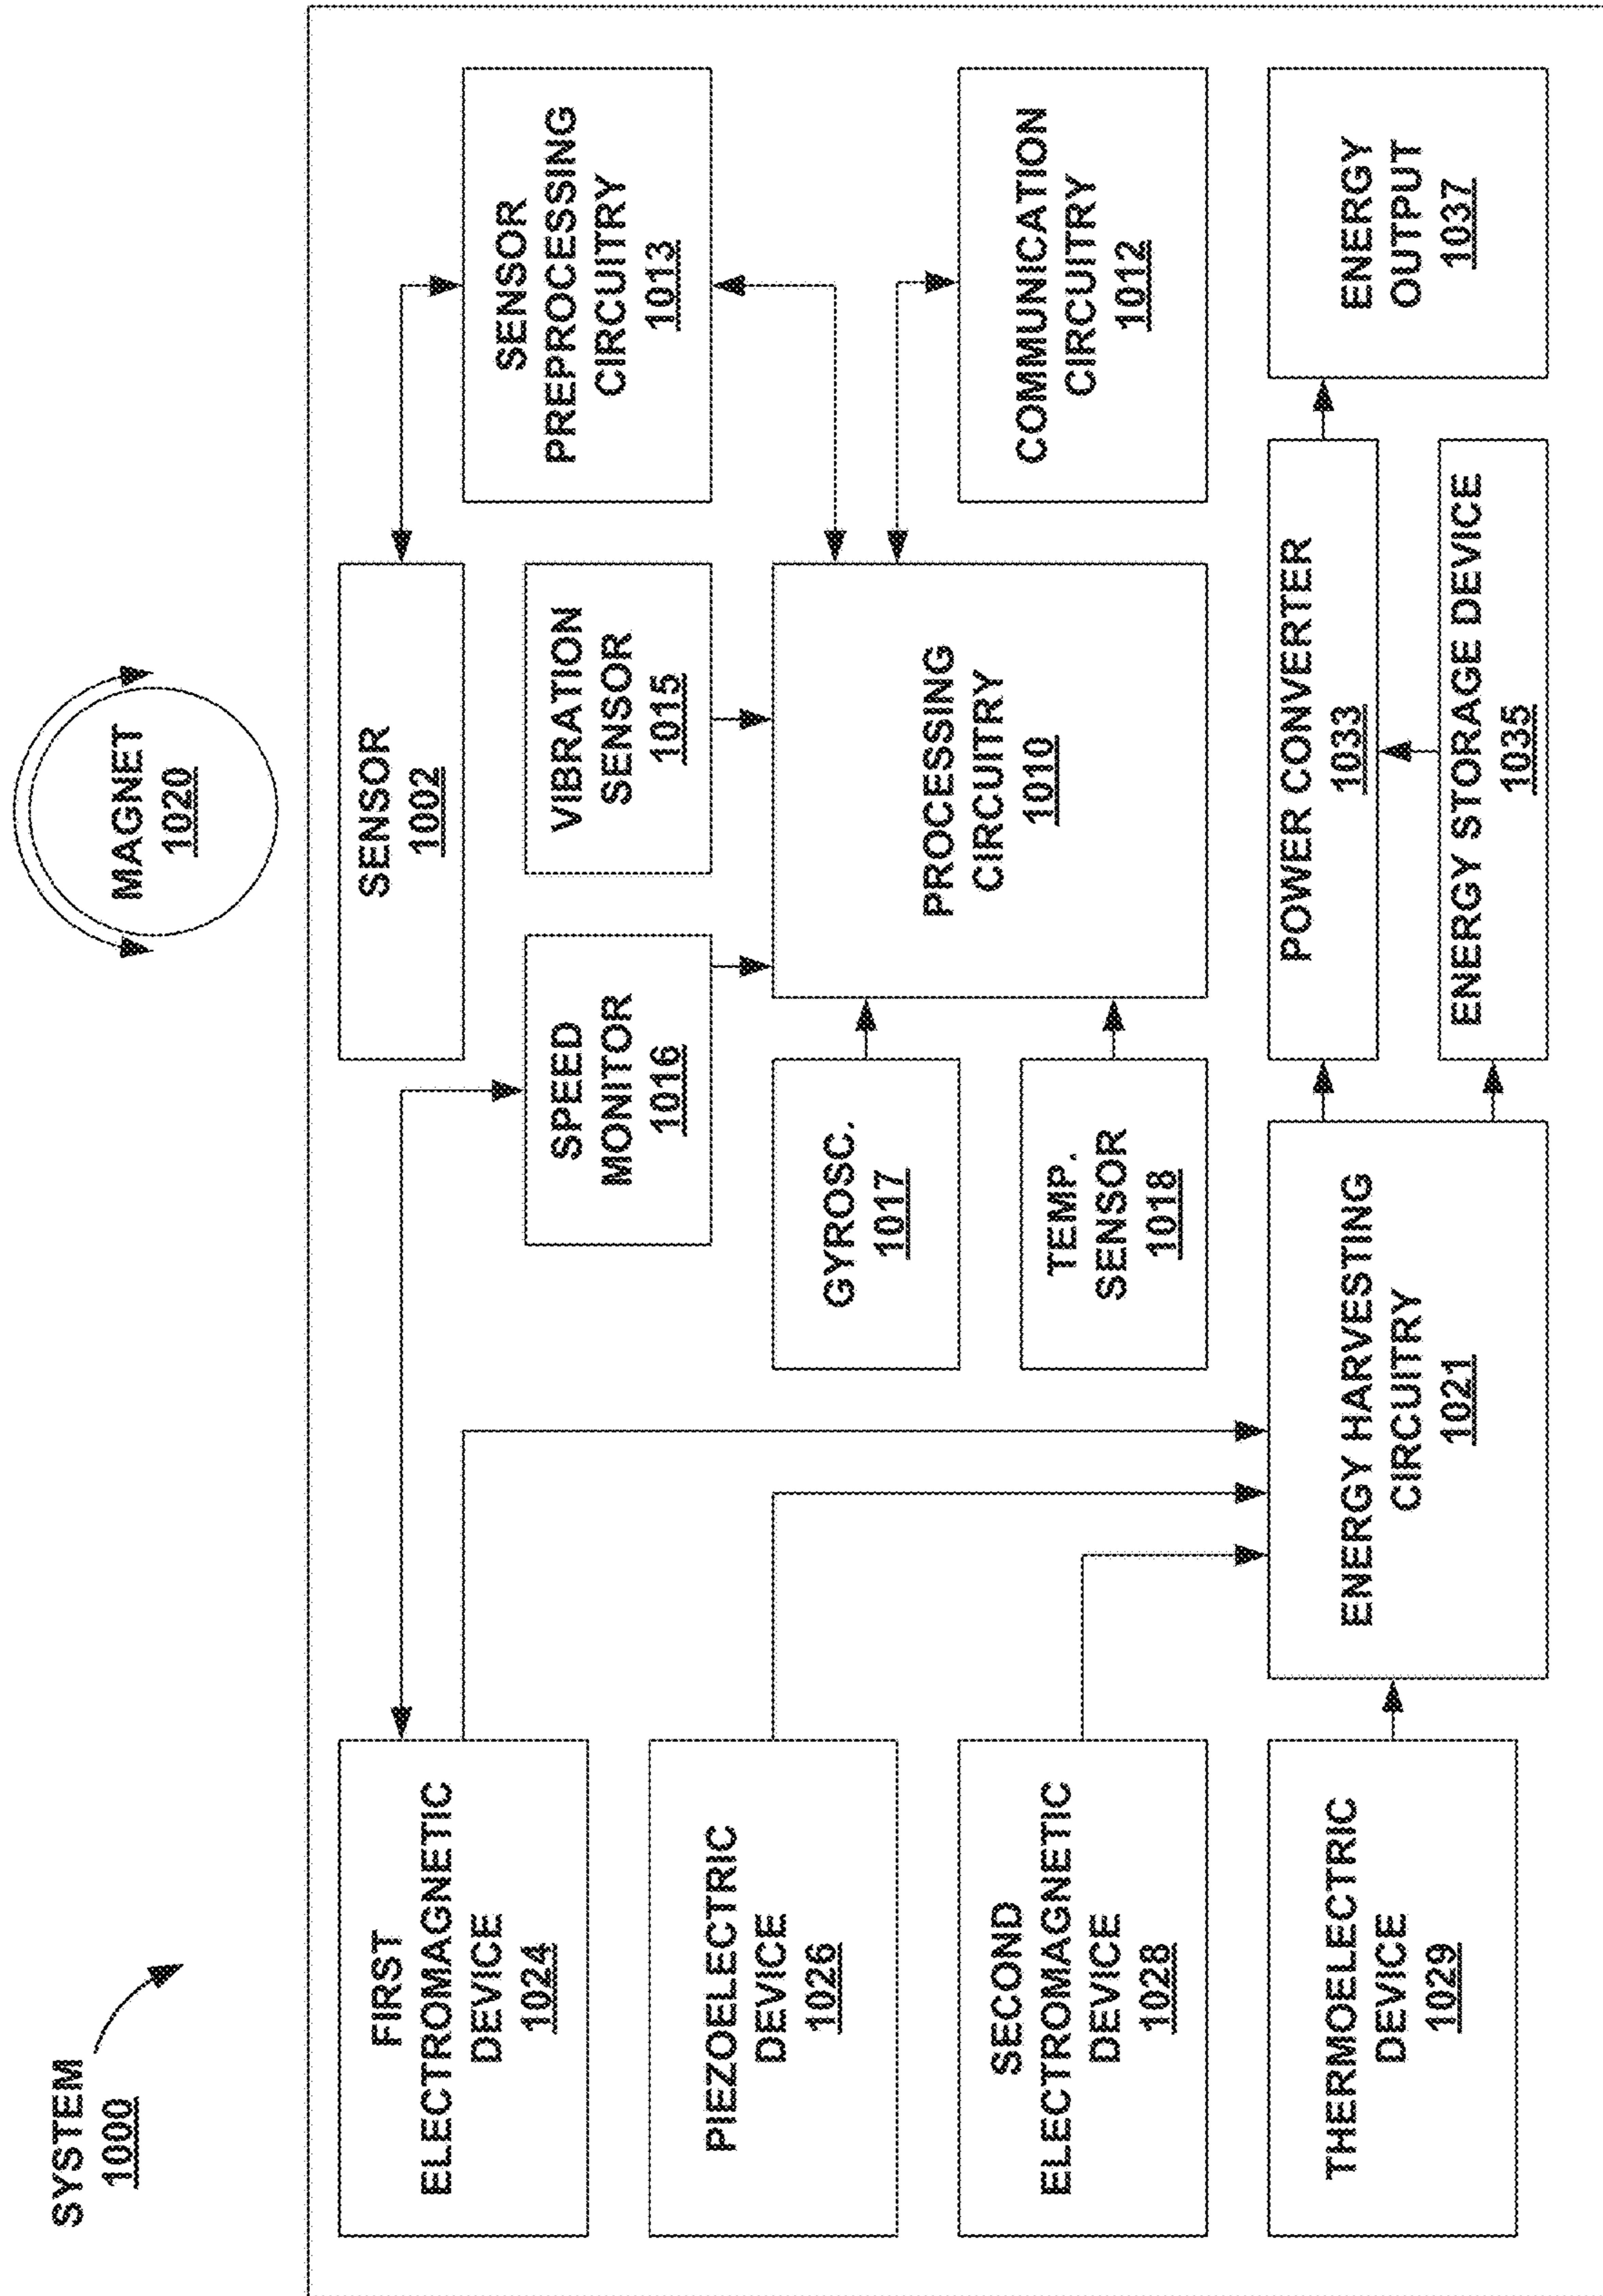 SYSTEM
1000
MAGNET
1020
FIRST
ELECTROMAGNETIC
DEVICE
1024
SENSOR
1002
SENSOR
PREPROCESSING
CIRCUITRY
1013
SPEED
MONITOR
1016
VIBRATION
SENSOR
1015
PIEZOELECTRIC
DEVICE
1026
GYROSC.
1017
PROCESSING
CIRCUITRY
1010
SECOND
ELECTROMAGNETIC
DEVICE
1028
TEMP.
SENSOR
1018
COMMUNICATION
CIRCUITRY
1012
THERMOELECTRIC
DEVICE
1029
ENERGY HARVESTING
CIRCUITRY
1021
POWER CONVERTER
1033
ENERGY STORAGE DEVICE
1035
ENERGY
OUTPUT
1037